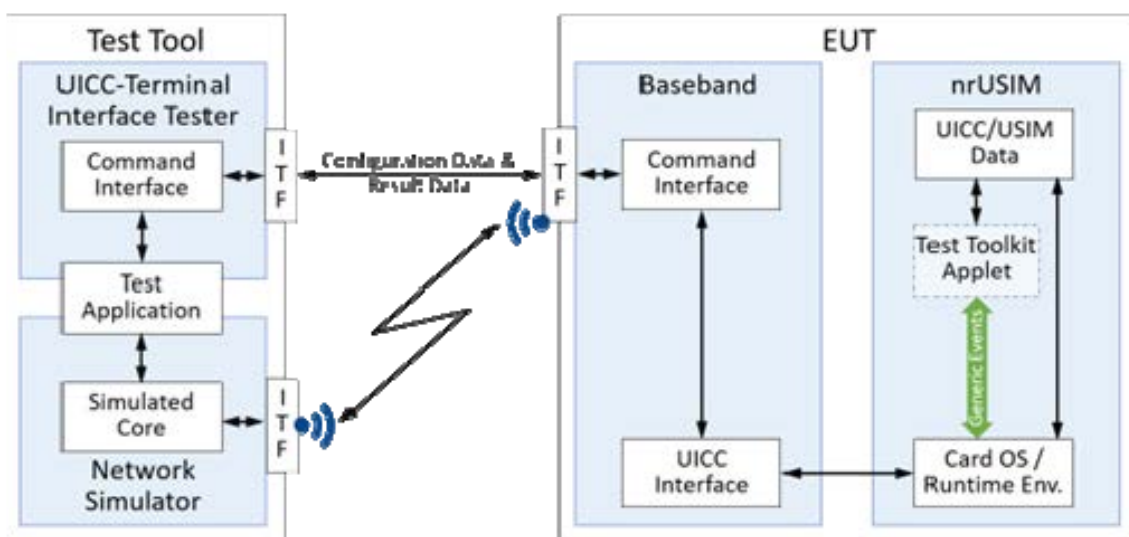 Test Tool
UICC-Terminal
Interface Tester
Command
Interface
I
T
F
Test
Application
Simulated
Core
I
T
F
Network
Simulator
Configuration Data &
Result Data
EUT
I
T
F
Baseband
Command
Interface
UICC
Interface
nrUSIM
UICC/USIM
Data
Test Toolkit
Applet
Generic Events
Card OS /
Runtime Env.